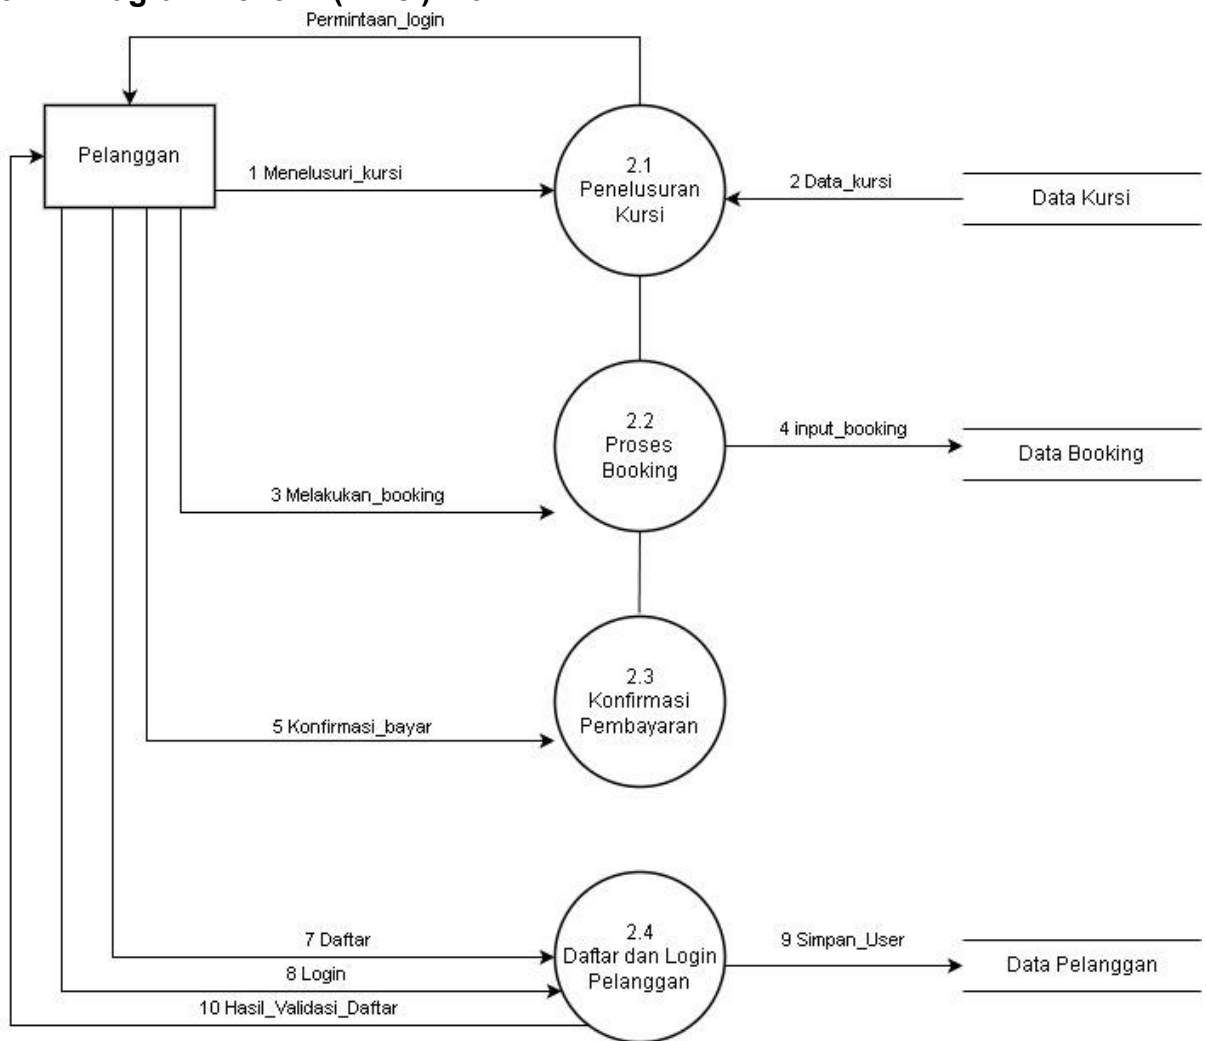 Permintaan_login
Pelanggan
1 Menelusuri_kursi
2.1
Penelusuran
Kursi
2 Data_kursi
Data Kursi
2.2
Proses
Booking
4 input_booking
Data Booking
3 Melakukan_booking
2.3
Konfirmasi
Pembayaran
5 Konfirmasi_bayar
7 Daftar
8 Login
10 Hasil_Validasi_Daftar
2.4
Daftar dan Login
Pelanggan
9 Simpan_User
Data Pelanggan